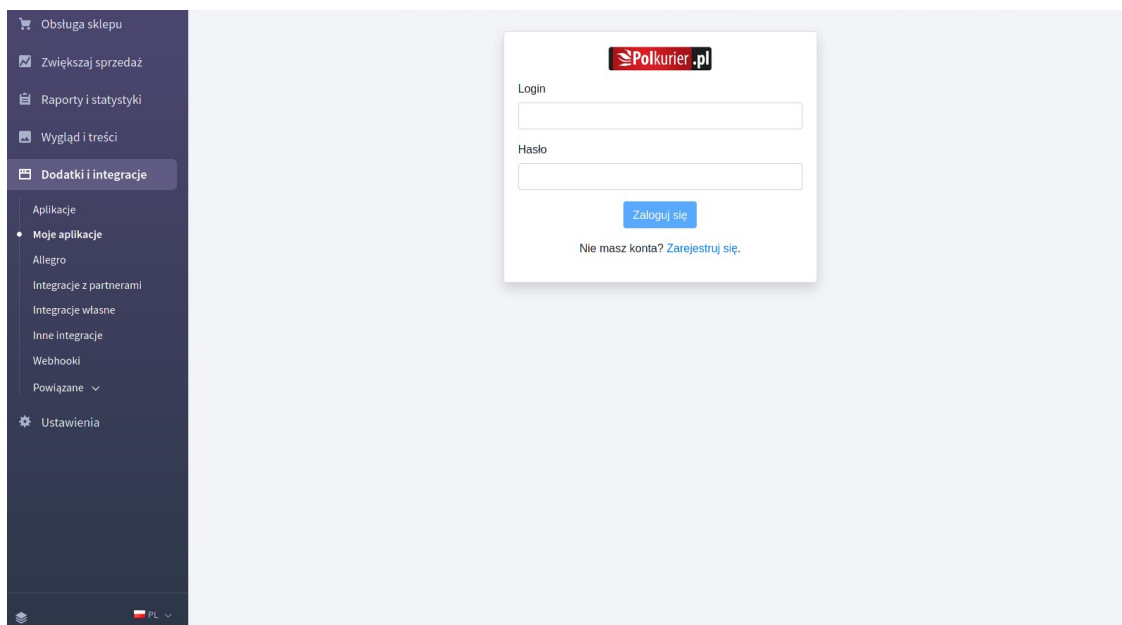 Obsługa sklepu
Zwiększaj sprzedaż
Raporty i statystyki
Wygląd i treści
Dodatki i integracje
Aplikacje
Moje aplikacje
Allegro
Integracje z partnerami
Integracje własne
Inne integracje
Webhooki
Powiązane
Ustawienia
PL
Polkurier.pl
Login
Hasło
Zaloguj się
Nie masz konta? Zarejestruj się.